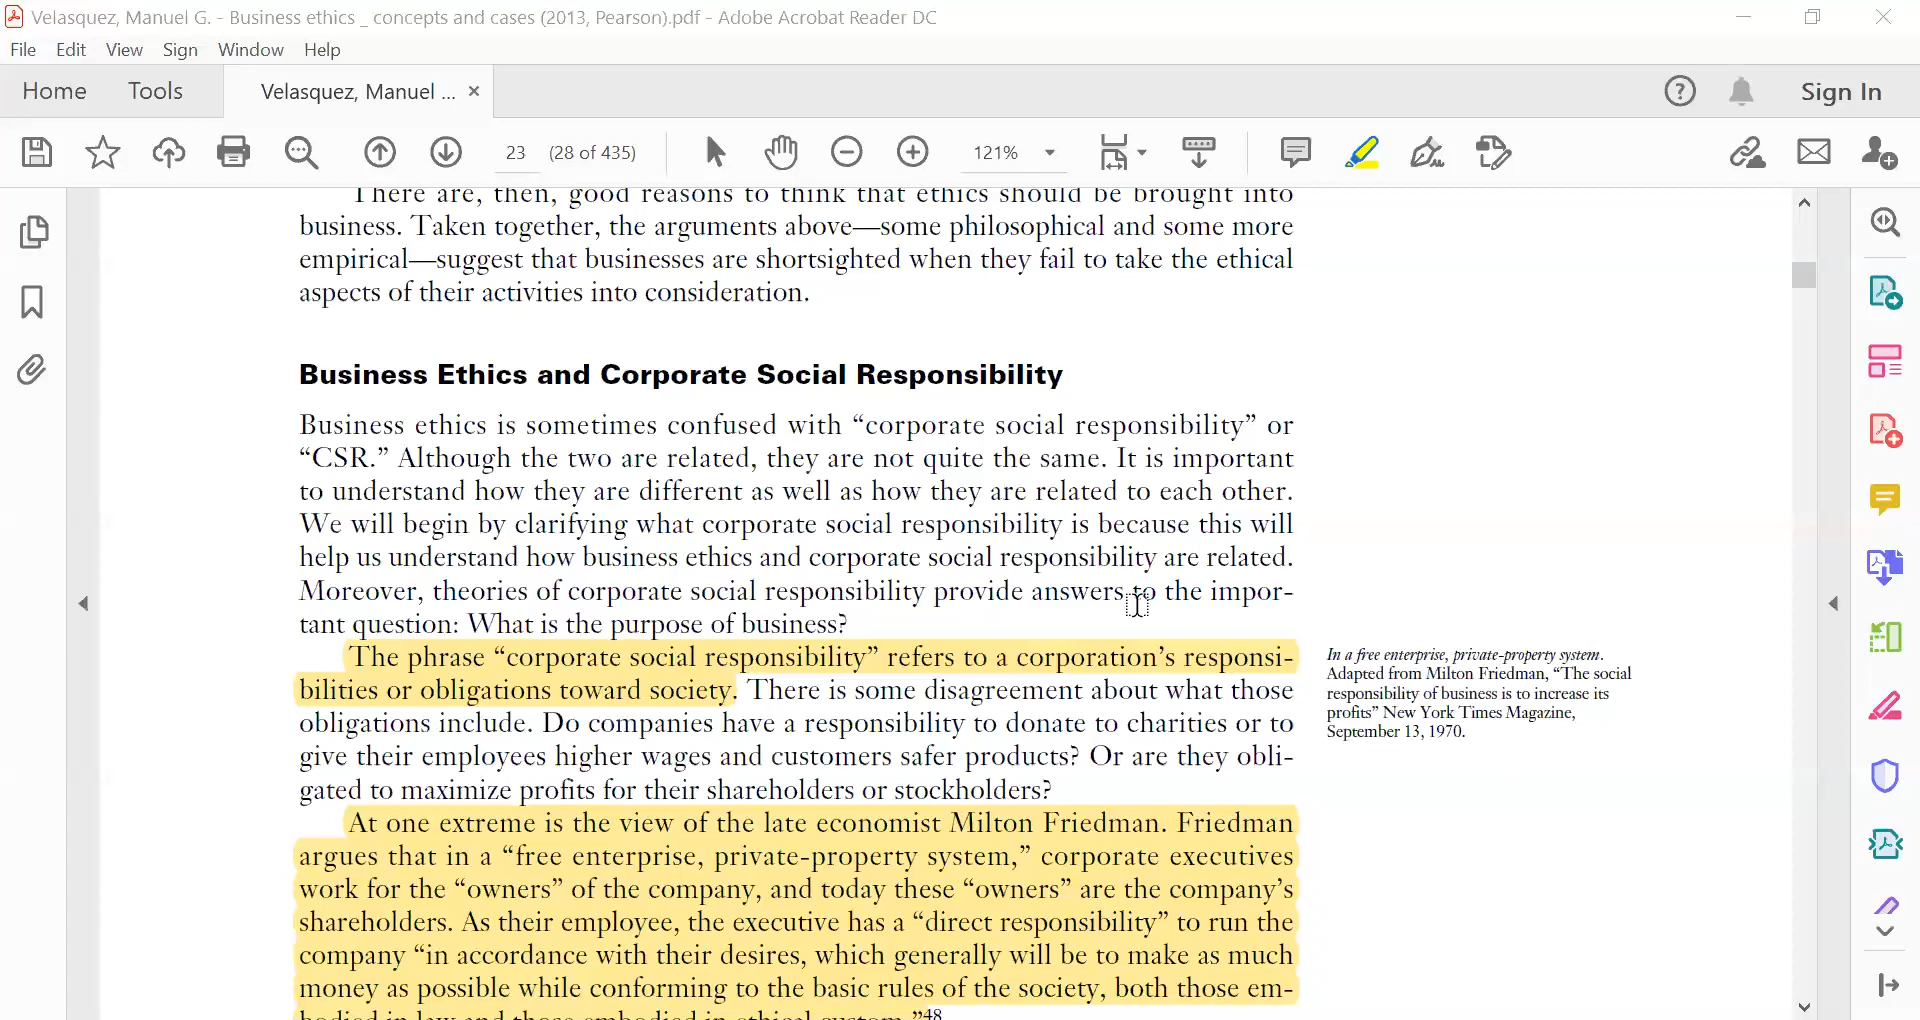 Velasquez, Manuel G. - Business ethics _ concepts and cases (2013, Pearson).pdf - Adobe Acrobat Reader DC
File Edit View Sign Window Help
Home Tools Velasquez, Manuel ... × Sign In
23 (28 of 435) 121%
There are, then, good reasons to think that ethics should be brought into
business. Taken together, the arguments above—some philosophical and some more
empirical—suggest that businesses are shortsighted when they fail to take the ethical
aspects of their activities into consideration.
Business Ethics and Corporate Social Responsibility
Business ethics is sometimes confused with “corporate social responsibility” or
“CSR.” Although the two are related, they are not quite the same. It is important
to understand how they are different as well as how they are related to each other.
We will begin by clarifying what corporate social responsibility is because this will
help us understand how business ethics and corporate social responsibility are related.
Moreover, theories of corporate social responsibility provide answers to the impor-
tant question: What is the purpose of business?
The phrase “corporate social responsibility” refers to a corporation’s responsi-
bilities or obligations toward society. There is some disagreement about what those
obligations include. Do companies have a responsibility to donate to charities or to
give their employees higher wages and customers safer products? Or are they obli-
gated to maximize profits for their shareholders or stockholders?
At one extreme is the view of the late economist Milton Friedman. Friedman
argues that in a “free enterprise, private-property system,” corporate executives
work for the “owners” of the company, and today these “owners” are the company’s
shareholders. As their employee, the executive has a “direct responsibility” to run the
company “in accordance with their desires, which generally will be to make as much
money as possible while conforming to the basic rules of the society, both those em-
bodied in law and those embodied in ethical custom.”48
In a free enterprise, private-property system.
Adapted from Milton Friedman, “The social
responsibility of business is to increase its
profits” New York Times Magazine,
September 13, 1970.